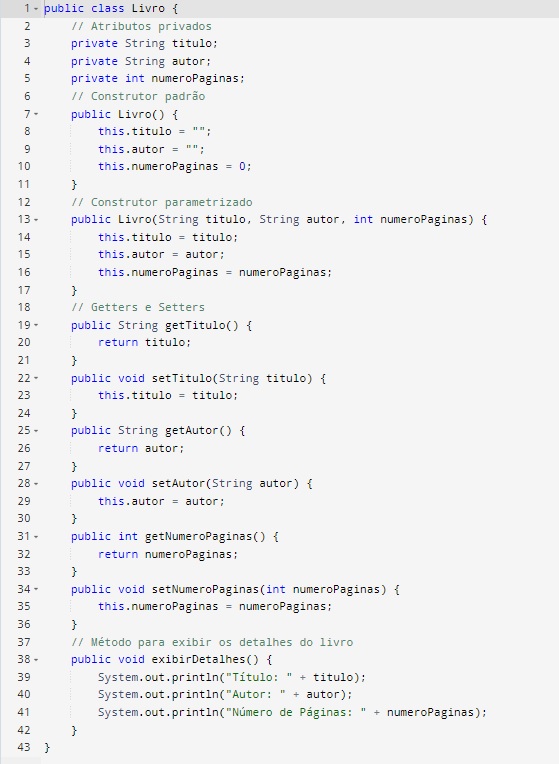 1 public class Livro {
2 // Atributos privados
3 private String titulo;
4 private String autor;
5 private int numeroPaginas;
6 // Construtor padrão
7 public Livro() {
8 this.titulo = "";
9 this.autor = "";
10 this.numeroPaginas = 0;
11 }
12 // Construtor parametrizado
13 public Livro(String titulo, String autor, int numeroPaginas) {
14 this.titulo = titulo;
15 this.autor = autor;
16 this.numeroPaginas = numeroPaginas;
17 }
18 // Getters e Setters
19 public String getTitulo() {
20 return titulo;
21 }
22 public void setTitulo(String titulo) {
23 this.titulo = titulo;
24 }
25 public String getAutor() {
26 return autor;
27 }
28 public void setAutor(String autor) {
29 this.autor = autor;
30 }
31 public int getNumeroPaginas() {
32 return numeroPaginas;
33 }
34 public void setNumeroPaginas(int numeroPaginas) {
35 this.numeroPaginas = numeroPaginas;
36 }
37 // Método para exibir os detalhes do livro
38 public void exibirDetalhes() {
39 System.out.println("Título: " + titulo);
40 System.out.println("Autor: " + autor);
41 System.out.println("Número de Páginas: " + numeroPaginas);
42 }
43 }